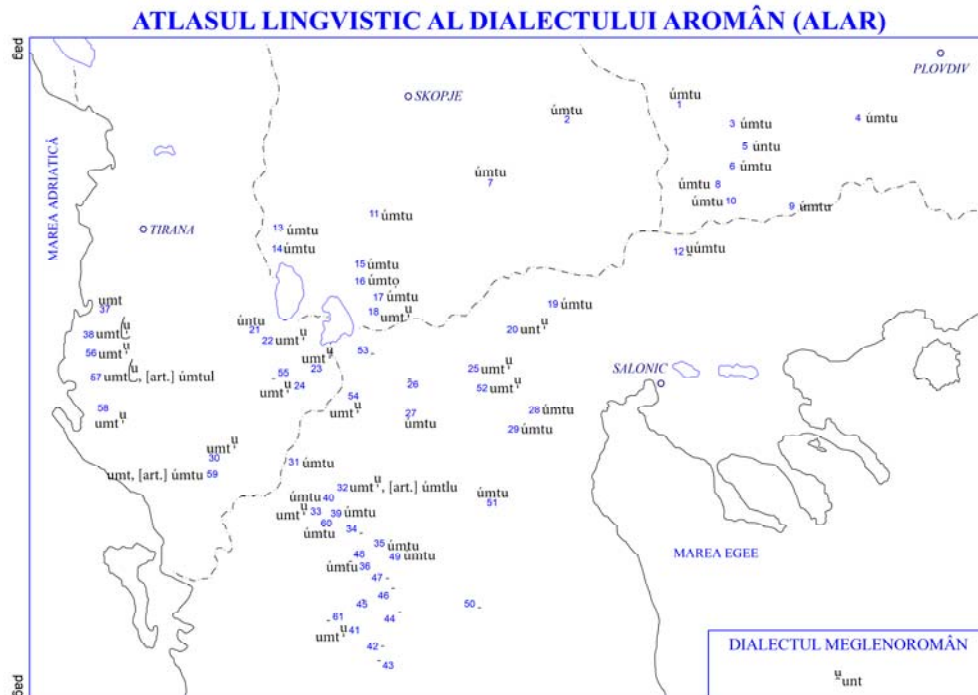 ATLASUL LINGVISTIC AL DIALECTULUI AROMÂN (ALAR)
PLOVDIV
SKOPJE
úmtu
1
úmtu
2
3 úmtu
4 úmtu
5 úntu
6 úmtu
úmtu
7
úmtu 8
úmtu 10
9 úmtu
MAREA ADRIATICĂ
TIRANA
11 úmtu
13 úmtu
14 úmtu
12 u̯úmtu
15 úmtu
16 úmto̦
17 úmtu
18 umtᵘ̯
19 úmtu
20 untᵘ̯
umt
37
38 umt(ᵘ̯
56 umtᵘ̯
67 umt(ᵘ̯, [art.] úmtul
58
umtᵘ̯
úntu
21
22 umtᵘ̯
umtᵘ̯
23
53 -
55 -
24
umtᵘ̯
54
umtᵘ̯
26
27
úmtu
25 umtᵘ̯
52 umtᵘ̯
SALONIC
28 úmtu
29 úmtu
umtᵘ̯
30
umt, [art.] úmtu 59
31 úmtu
32 umtᵘ̯, [art.] úmtlu
úmtu 40
umtᵘ̯ 33
39 úmtu
60
úmtu
34 -
úmtu
51
35 úmtu
49 úmtu
48 -
úmtu 36
47 -
46 -
45
44 -
50 -
61 -
umtᵘ̯ 41
42 -
43 -
MAREA EGEE
DIALECTUL MEGLENOROMÂN
ᵘ̯unt